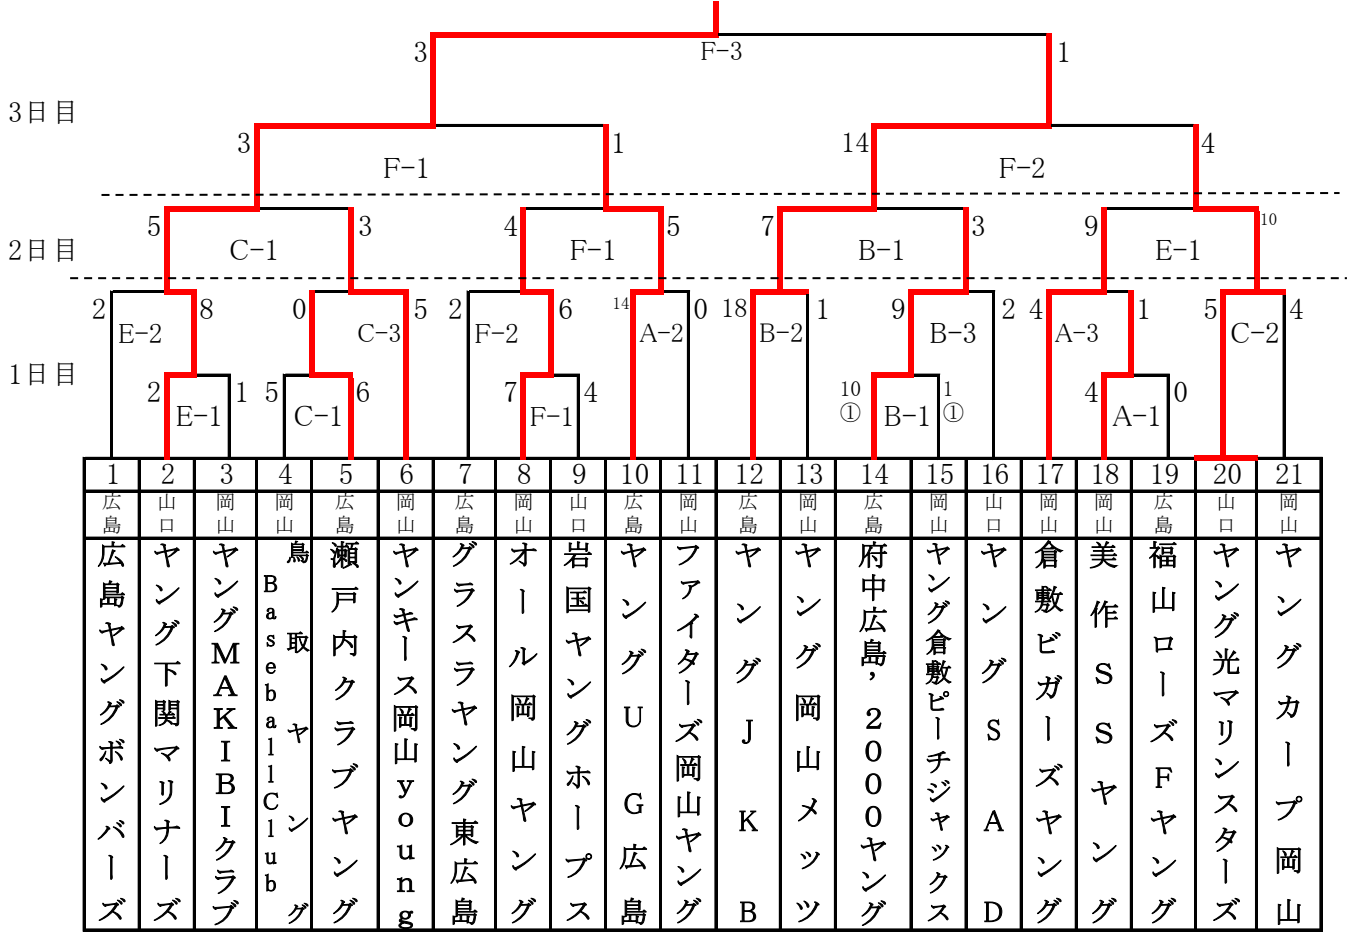 3 F−3 1
3日目
3 F−1 1 14 F−2 4
2日目
5 C−1 3 4 F−1 5 7 B−1 3 9 E−1 10
2 E−2 8 0 C−3 5 2 F−2 6 14 A−2 0 18 B−2 1 9 B−3 2 4 A−3 1 5 C−2 4
1日目
2 E−1 1 5 C−1 6 7 F−1 4 10① B−1 1① 4 A−1 0
1 2 3 4 5 6 7 8 9 10 11 12 13 14 15 16 17 18 19 20 21
広島 山口 岡山 岡山 広島 岡山 広島 岡山 山口 広島 岡山 広島 岡山 広島 岡山 山口 岡山 岡山 広島 山口 岡山
広島ヤングボンバーズ
ヤング下関マリナーズ
ヤングMAKIBIクラブ
鳥取ヤング
BaseballClub
瀬戸内クラブヤング
ヤンキース岡山young
グラスラヤング東広島
オール岡山ヤング
岩国ヤングホープス
ヤングUG広島
ファイターズ岡山ヤング
ヤングJKB
ヤング岡山メッツ
府中広島，2000ヤング
ヤング倉敷ピーチジャックス
ヤングSAD
倉敷ビガーズヤング
美作SSヤング
福山ローズFヤング
ヤング光マリンスターズ
ヤングカープ岡山